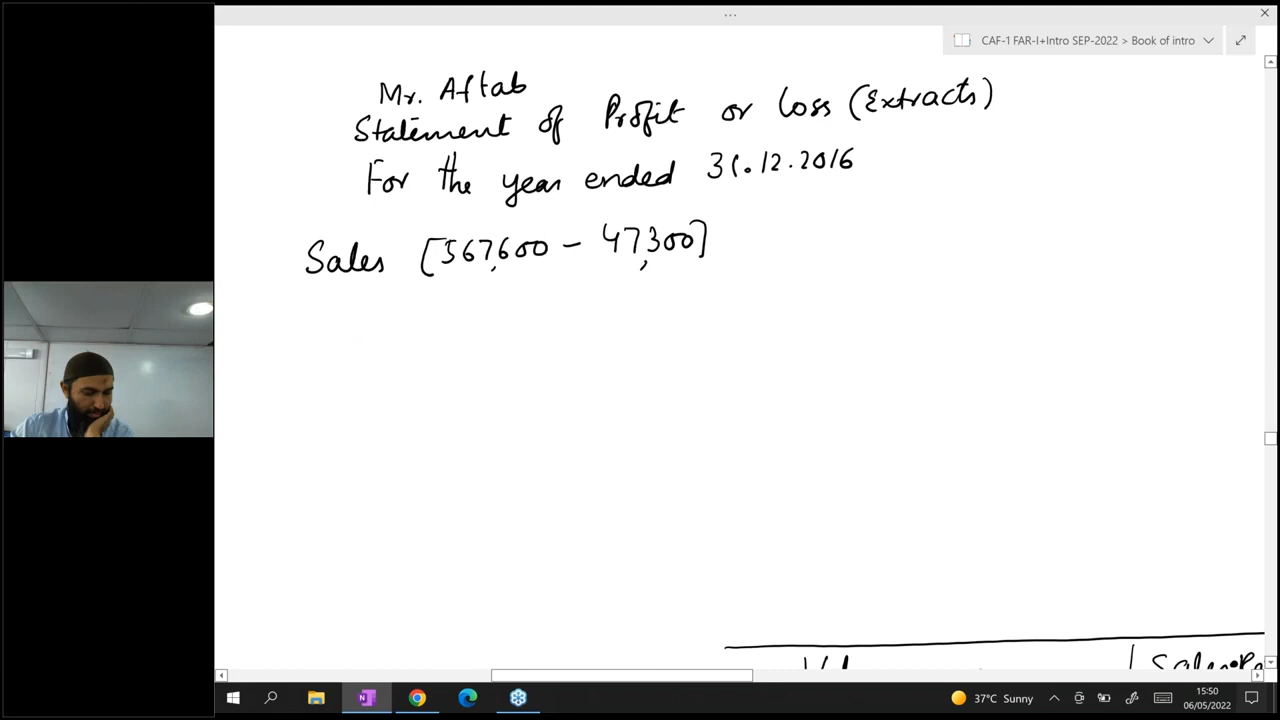 CAF-1 FAR-I+Intro SEP-2022 > Book of intro
Mr. Aftab
Statement of Profit or Loss (Extracts)
For the year ended 31.12.2016
Sales [567,600 – 47,300]
37°C Sunny
15:50
06/05/2022